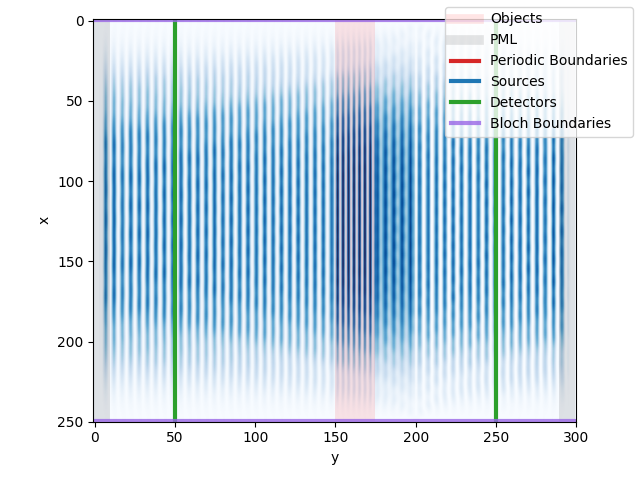 Objects
PML
Periodic Boundaries
Sources
Detectors
Bloch Boundaries
0
50
100
150
200
250
x
0 50 100 150 200 250 300
y